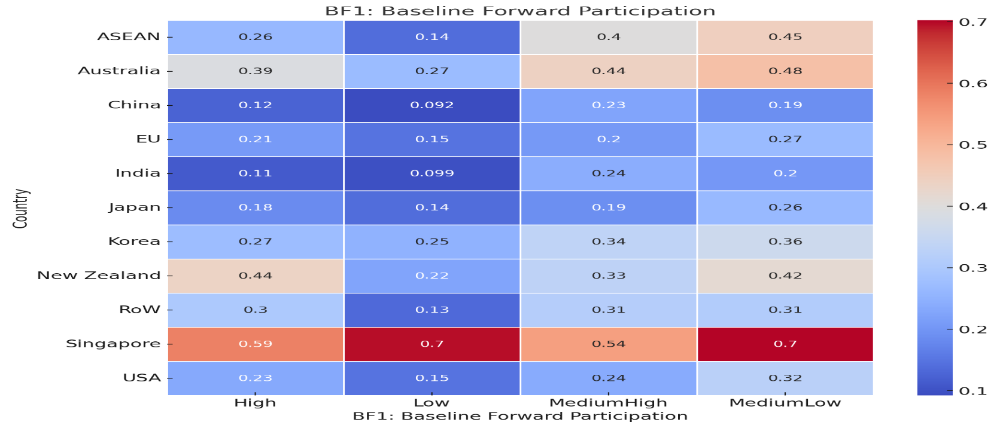 BF1: Baseline Forward Participation
ASEAN 0.26 0.14 0.4 0.45
Australia 0.39 0.27 0.44 0.48
China 0.12 0.092 0.23 0.19
EU 0.21 0.15 0.2 0.27
India 0.11 0.099 0.24 0.2
Japan 0.18 0.14 0.19 0.26
Korea 0.27 0.25 0.34 0.36
New Zealand 0.44 0.22 0.33 0.42
RoW 0.3 0.13 0.31 0.31
Singapore 0.59 0.7 0.54 0.7
USA 0.23 0.15 0.24 0.32
High Low MediumHigh MediumLow
BF1: Baseline Forward Participation
Country
0.7
0.6
0.5
0.4
0.3
0.2
0.1